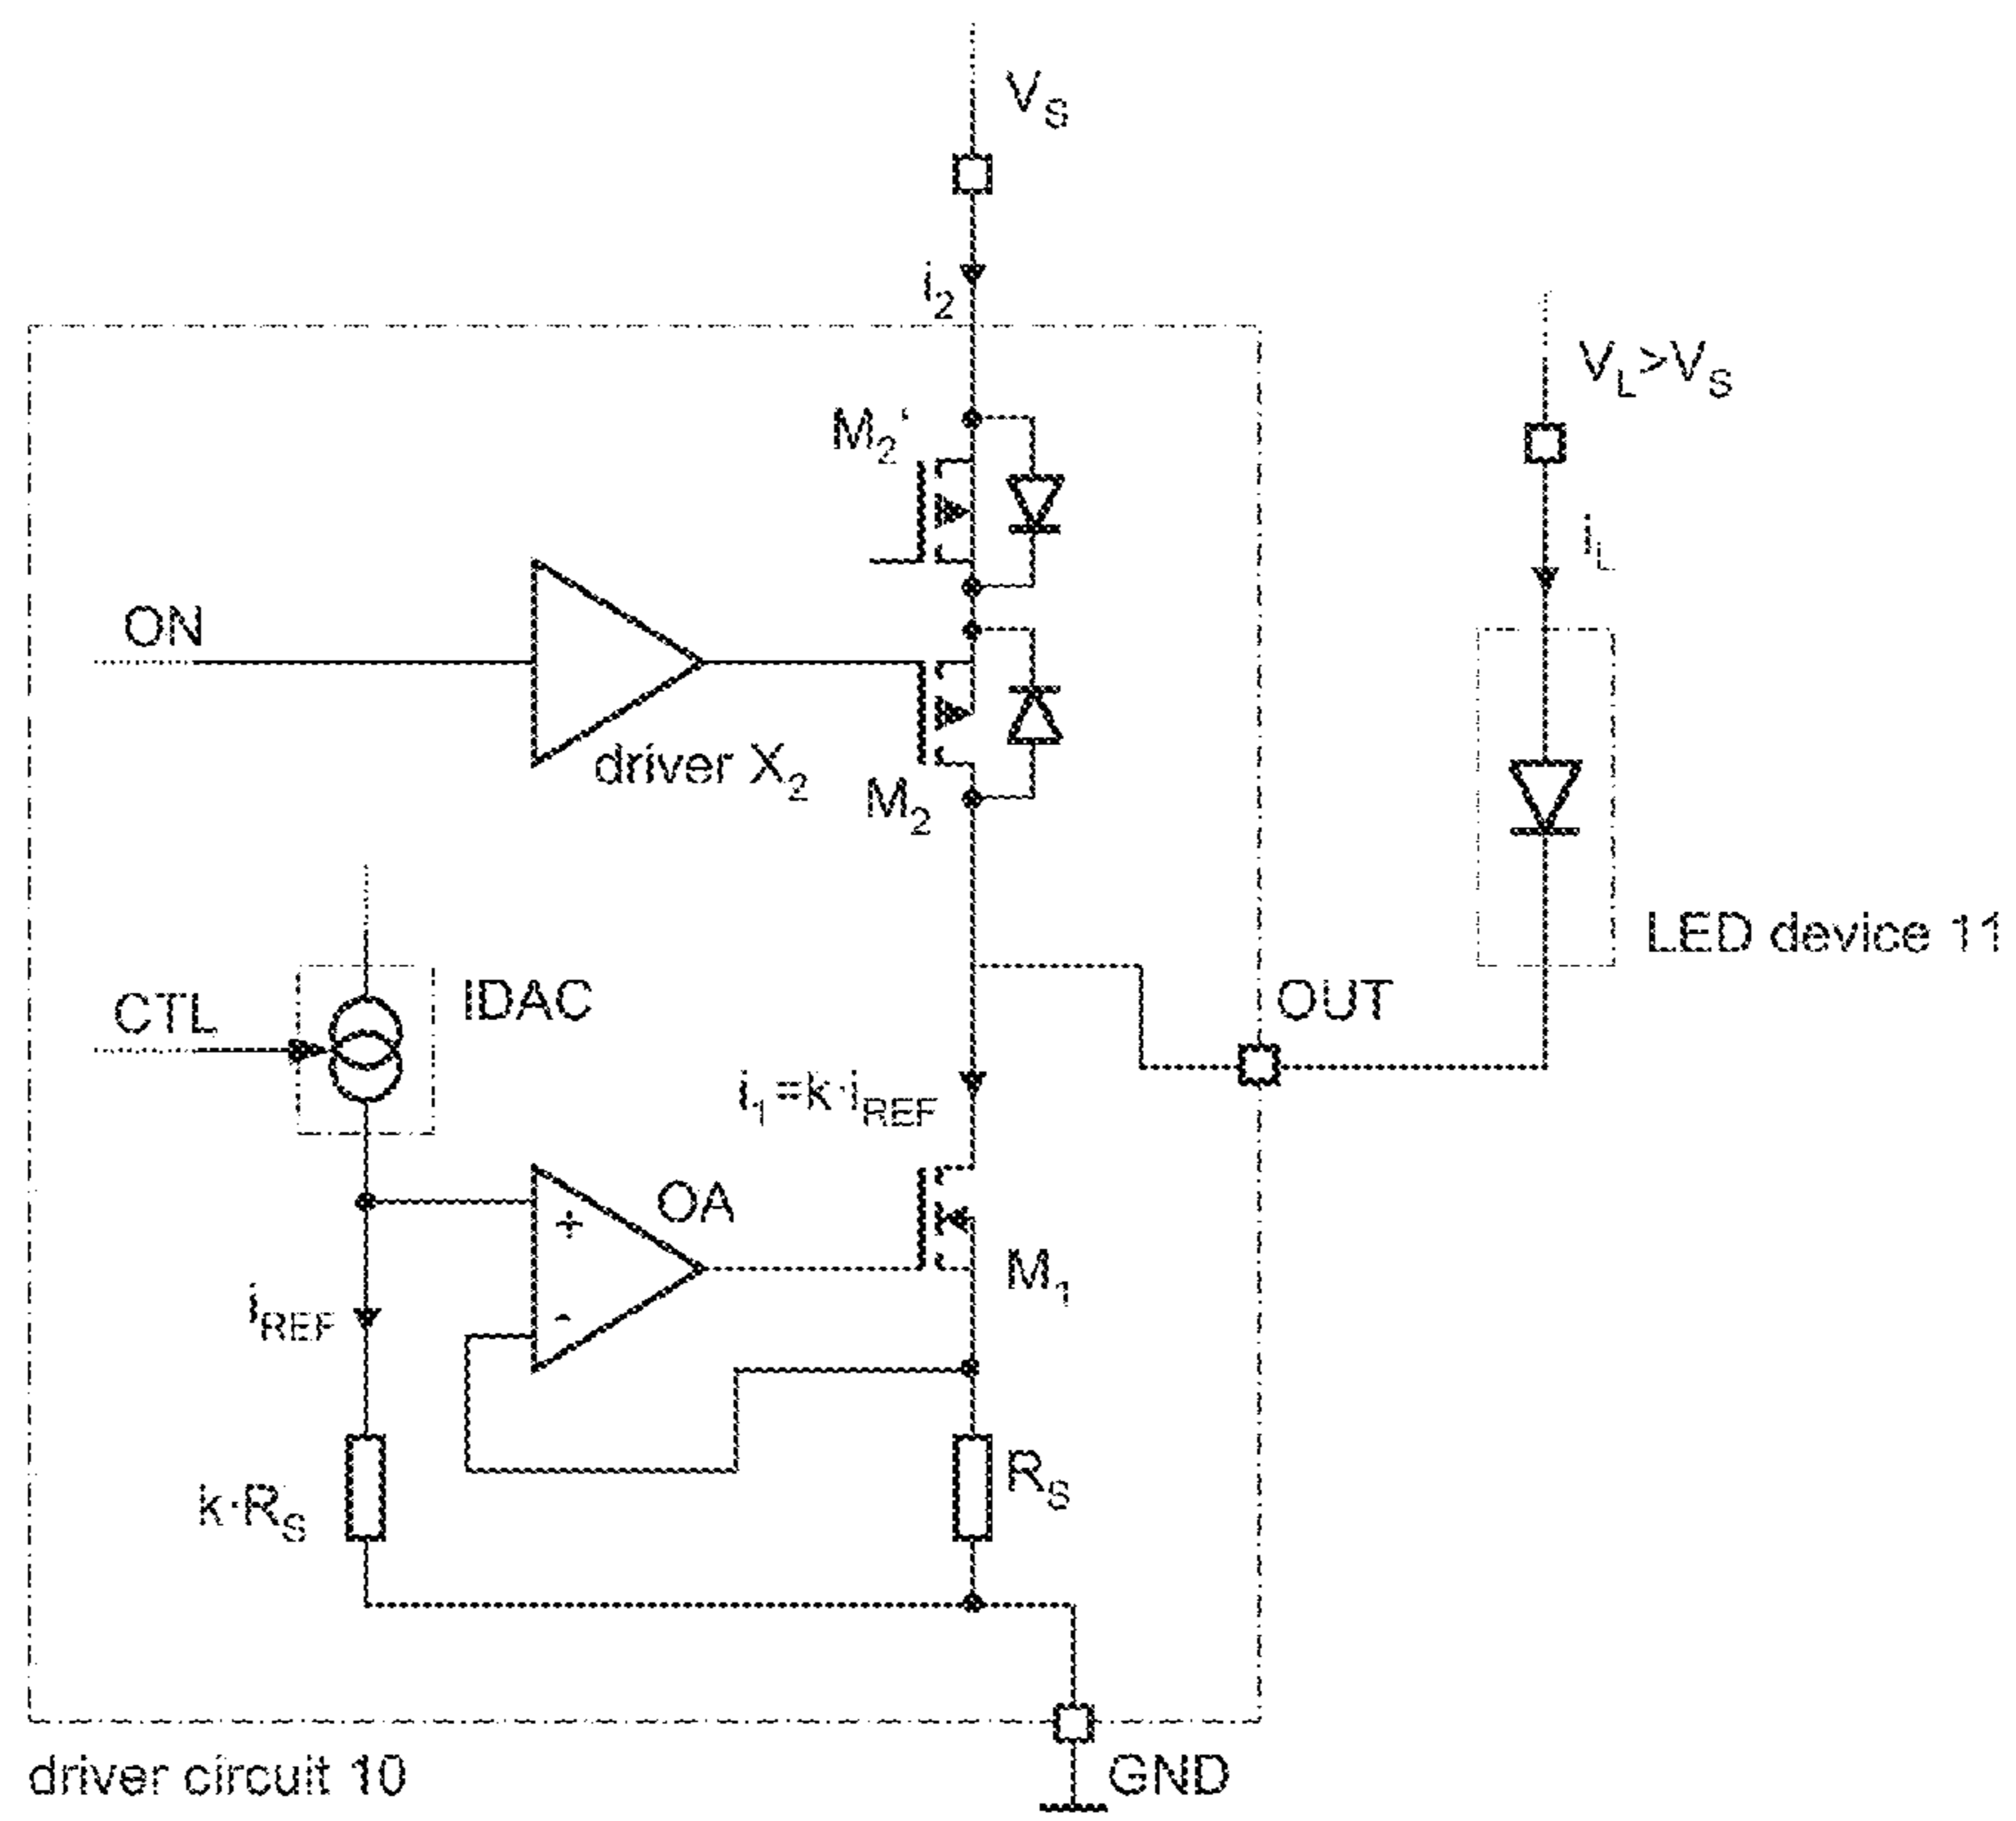 V_S
i_2
V_L>V_S
M_2'
i_L
ON
driver X_2
M_2
LED device 11
CTL
IDAC
OUT
i_1=k·i_REF
OA
+
-
M_1
i_REF
R_S
k·R_S
driver circuit 10
GND